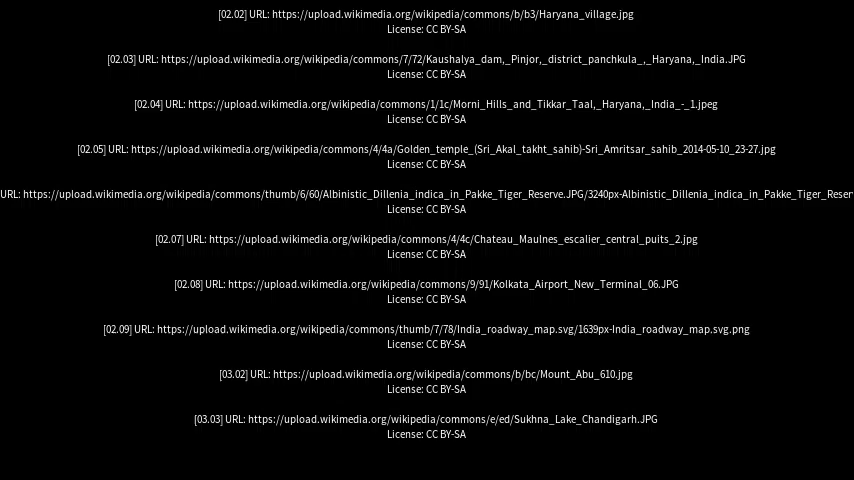 [02.02] URL: https://upload.wikimedia.org/wikipedia/commons/b/b3/Haryana_village.jpg
License: CC BY-SA
[02.03] URL: https://upload.wikimedia.org/wikipedia/commons/7/72/Kaushalya_dam,_Pinjor,_district_panchkula_,_Haryana,_India.JPG
License: CC BY-SA
[02.04] URL: https://upload.wikimedia.org/wikipedia/commons/1/1c/Morni_Hills_and_Tikkar_Taal,_Haryana,_India_-_1.jpeg
License: CC BY-SA
[02.05] URL: https://upload.wikimedia.org/wikipedia/commons/4/4a/Golden_temple_(Sri_Akal_takht_sahib)-Sri_Amritsar_sahib_2014-05-10_23-27.jpg
License: CC BY-SA
URL: https://upload.wikimedia.org/wikipedia/commons/thumb/6/60/Albinistic_Dillenia_indica_in_Pakke_Tiger_Reserve.JPG/3240px-Albinistic_Dillenia_indica_in_Pakke_Tiger_Reser
License: CC BY-SA
[02.07] URL: https://upload.wikimedia.org/wikipedia/commons/4/4c/Chateau_Maulnes_escalier_central_puits_2.jpg
License: CC BY-SA
[02.08] URL: https://upload.wikimedia.org/wikipedia/commons/9/91/Kolkata_Airport_New_Terminal_06.JPG
License: CC BY-SA
[02.09] URL: https://upload.wikimedia.org/wikipedia/commons/thumb/7/78/India_roadway_map.svg/1639px-India_roadway_map.svg.png
License: CC BY-SA
[03.02] URL: https://upload.wikimedia.org/wikipedia/commons/b/bc/Mount_Abu_610.jpg
License: CC BY-SA
[03.03] URL: https://upload.wikimedia.org/wikipedia/commons/e/ed/Sukhna_Lake_Chandigarh.JPG
License: CC BY-SA